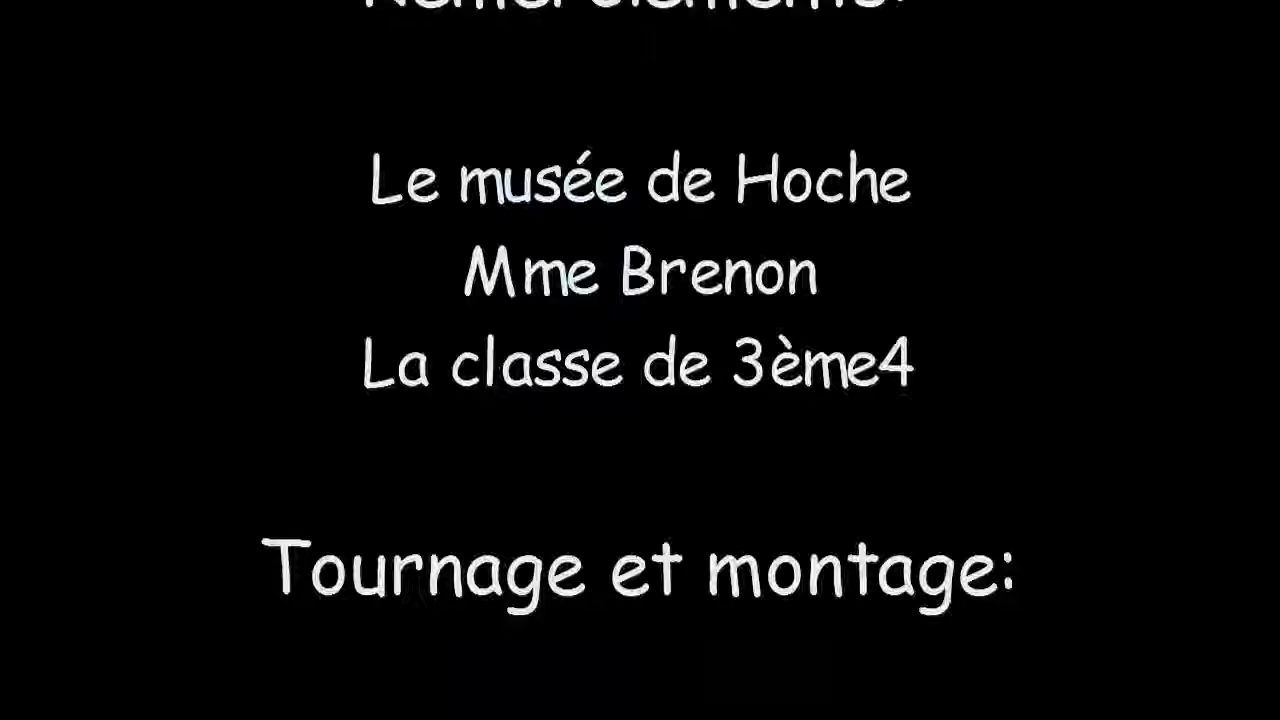 Le musée de Hoche
Mme Brenon
La classe de 3ème4
Tournage et montage: